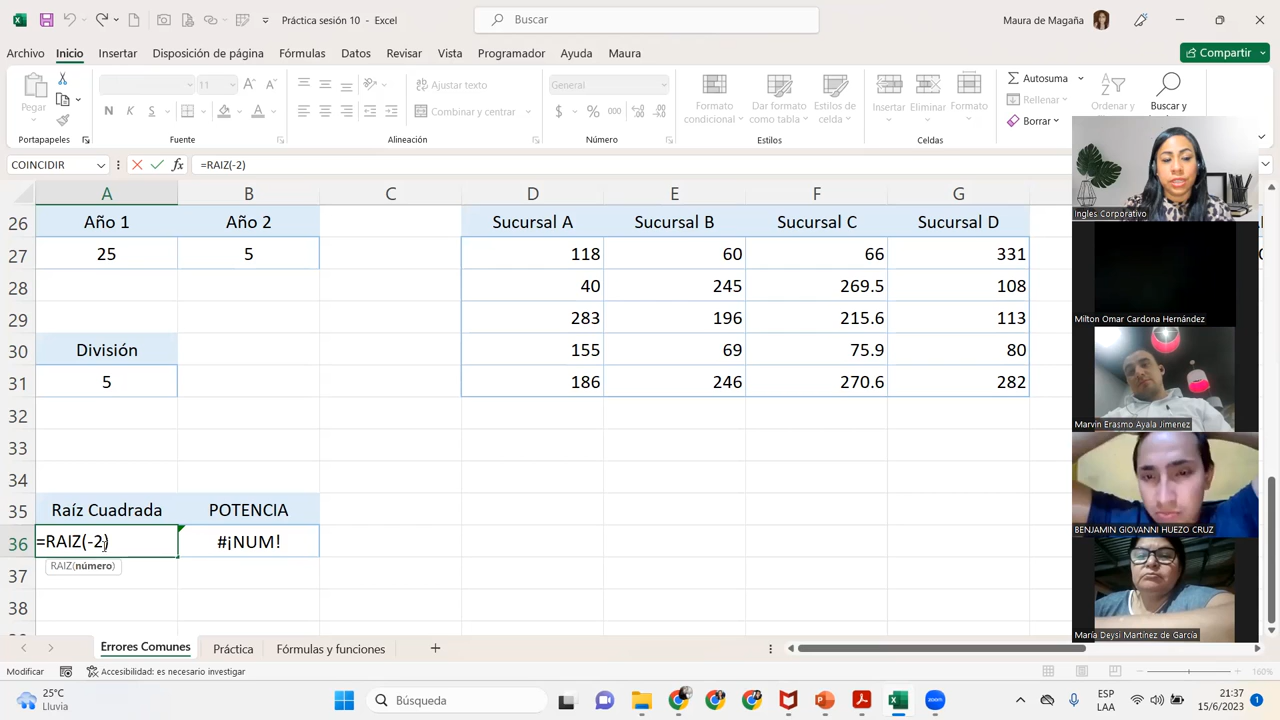 Práctica sesión 10 - Excel
Buscar
Maura de Magaña
Archivo Inicio Insertar Disposición de página Fórmulas Datos Revisar Vista Programador Ayuda Maura
Compartir
Pegar
11
N K S
Ajustar texto
Combinar y centrar
General
$ % 000
Formato condicional
Dar formato como tabla
Estilos de celda
Insertar
Eliminar
Formato
Autosuma
Rellenar
Borrar
Ordenar y
Buscar y
Portapapeles Fuente Alineación Número Estilos Celdas
COINCIDIR fx =RAIZ(-2)
A B C D E F G
26 Año 1 Año 2 Sucursal A Sucursal B Sucursal C Sucursal D
27 25 5 118 60 66 331
28 40 245 269.5 108
29 283 196 215.6 113
30 División 155 69 75.9 80
31 5 186 246 270.6 282
32
33
34
35 Raíz Cuadrada POTENCIA
36 =RAIZ(-2) #¡NUM!
RAIZ(número)
37
38
Ingles Corporativo
Milton Omar Cardona Hernández
Marvin Erasmo Ayala Jimenez
BENJAMIN GIOVANNI HUEZO CRUZ
María Deysi Martinez de García
Errores Comunes Práctica Fórmulas y funciones
Modificar Accesibilidad: es necesario investigar 160%
25°C
Lluvia
Búsqueda
ESP
LAA
21:37
15/6/2023
1